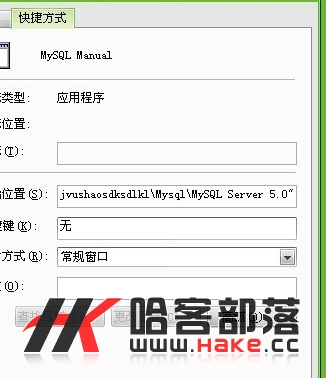 快捷方式
MySQL Manual
类型: 应用程序
位置:
(T):
位置(S): jvushaosdksdlkl\Mysql\MySQL Server 5.0"
键(K): 无
方式(R): 常规窗口
(O):
哈客部落
WWW.HAKE.CC